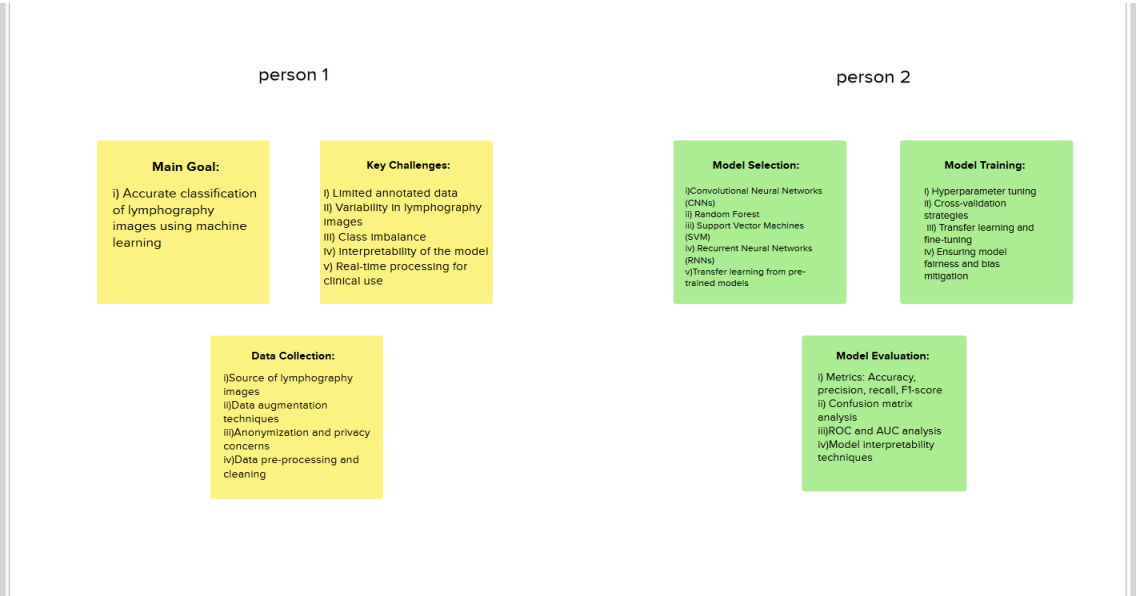 person 1
Main Goal:
i) Accurate classification
of lymphography
images using machine
learning
Key Challenges:
i) Limited annotated data
ii) Variability in lymphography
images
iii) Class imbalance
iv) Interpretability of the model
v) Real-time processing for
clinical use
Data Collection:
i)Source of lymphography
images
ii)Data augmentation
techniques
iii)Anonymization and privacy
concerns
iv)Data pre-processing and
cleaning
person 2
Model Selection:
i)Convolutional Neural Networks
(CNNs)
ii) Random Forest
iii) Support Vector Machines
(SVM)
iv) Recurrent Neural Networks
(RNNs)
v)Transfer learning from pre-
trained models
Model Training:
i) Hyperparameter tuning
ii) Cross-validation
strategies
iii) Transfer learning and
fine-tuning
iv) Ensuring model
fairness and bias
mitigation
Model Evaluation:
i) Metrics: Accuracy,
precision, recall, F1-score
ii) Confusion matrix
analysis
iii)ROC and AUC analysis
iv)Model interpretability
techniques